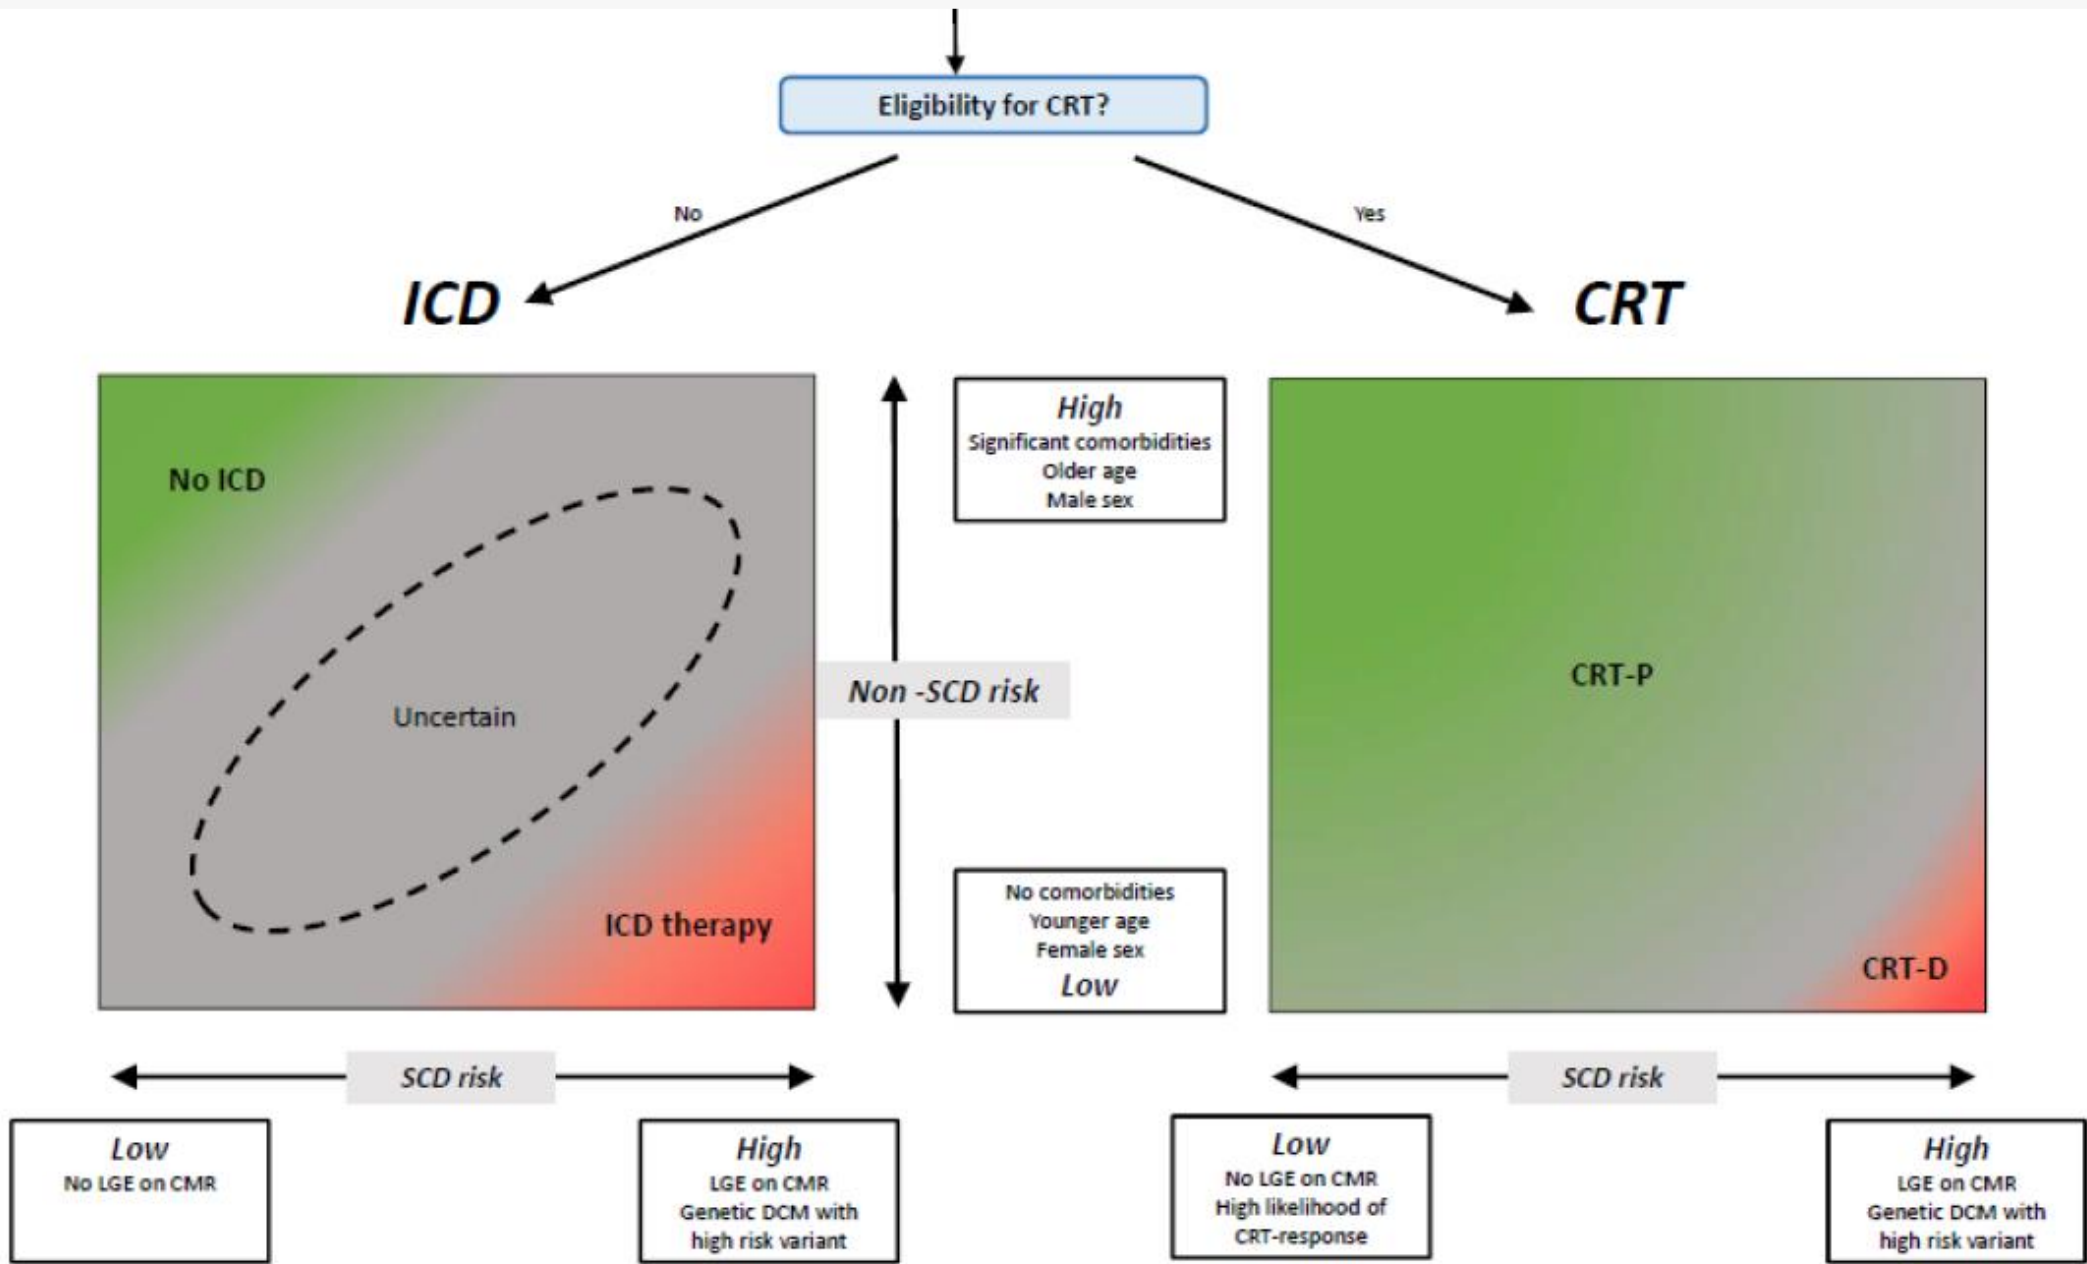 Eligibility for CRT?
No
Yes
ICD
CRT
No ICD
Uncertain
ICD therapy
High
Significant comorbidities
Older age
Male sex
Non -SCD risk
No comorbidities
Younger age
Female sex
Low
CRT-P
CRT-D
SCD risk
SCD risk
Low
No LGE on CMR
High
LGE on CMR
Genetic DCM with
high risk variant
Low
No LGE on CMR
High likelihood of
CRT-response
High
LGE on CMR
Genetic DCM with
high risk variant